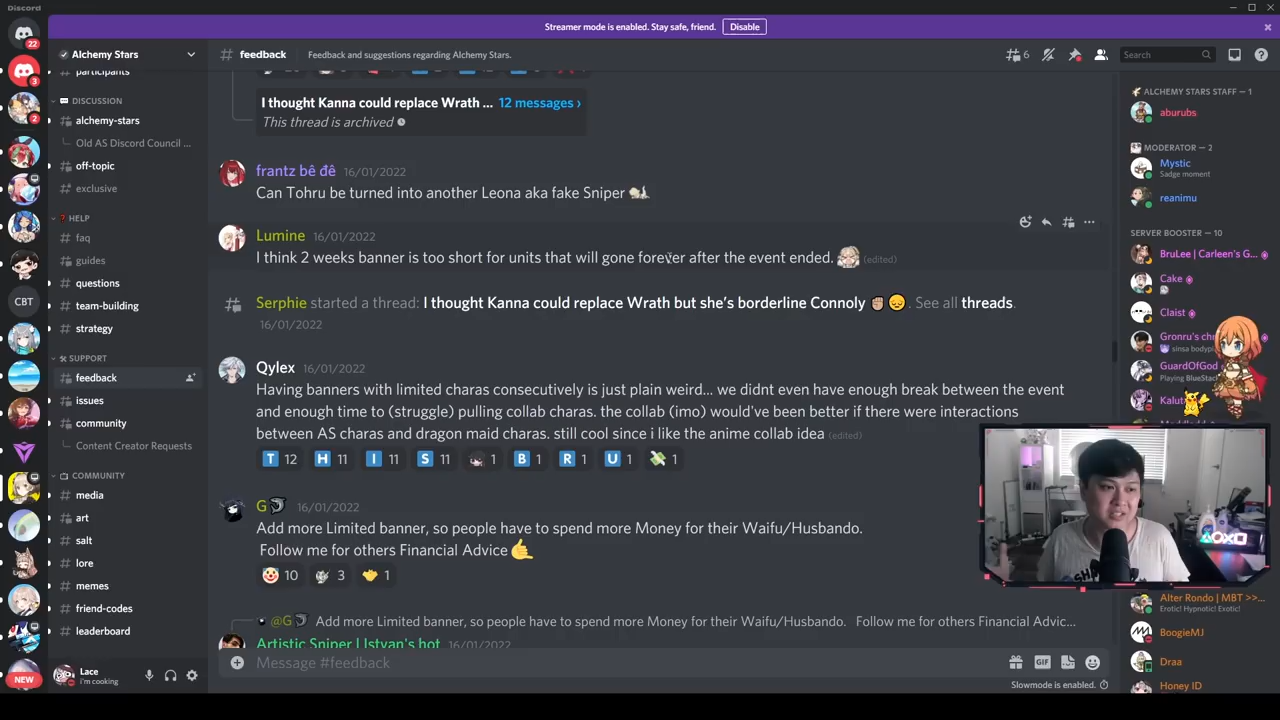 Discord
Streamer mode is enabled. Stay safe, friend. Disable
Alchemy Stars
participants
DISCUSSION
alchemy-stars
Old AS Discord Council ...
off-topic
exclusive
HELP
faq
guides
questions
team-building
strategy
SUPPORT
feedback
issues
community
Content Creator Requests
COMMUNITY
media
art
salt
lore
memes
friend-codes
leaderboard
22
3
2
CBT
NEW
Lace
i'm cooking
# feedback
Feedback and suggestions regarding Alchemy Stars.
6
Search
I thought Kanna could replace Wrath ... 12 messages ›
This thread is archived
frantz bê đê 16/01/2022
Can Tohru be turned into another Leona aka fake Sniper
Lumine 16/01/2022
I think 2 weeks banner is too short for units that will gone forever after the event ended. (edited)
Serphie started a thread: I thought Kanna could replace Wrath but she's borderline Connoly . See all threads.
16/01/2022
Qylex 16/01/2022
Having banners with limited charas consecutively is just plain weird... we didnt even have enough break between the event
and enough time to (struggle) pulling collab charas. the collab (imo) would've been better if there were interactions
between AS charas and dragon maid charas. still cool since i like the anime collab idea (edited)
T 12 H 11 I 11 S 11 1 B 1 R 1 U 1 1
G 16/01/2022
Add more Limited banner, so people have to spend more Money for their Waifu/Husbando.
Follow me for others Financial Advice
10 3 1
@G Add more Limited banner, so people have to spend more Money for their Waifu/Husbando. Follow me for others Financial Advic...
Artistic Sniper | Istvan's hot 16/01/2022
Message #feedback
GIF
Slowmode is enabled.
ALCHEMY STARS STAFF – 1
aburubs
MODERATOR – 2
Mystic
Sadge moment
reanimu
SERVER BOOSTER – 10
BruLee | Carleen's G...
Cake
Claist
Gronru's ch
sinsa bodypi
GuardOfGod
Playing BlueStac
Kalut
Alter Rondo | MBT >>...
Erotic! Hypnotic! Erotic!
BoogieMJ
Draa
Honey ID